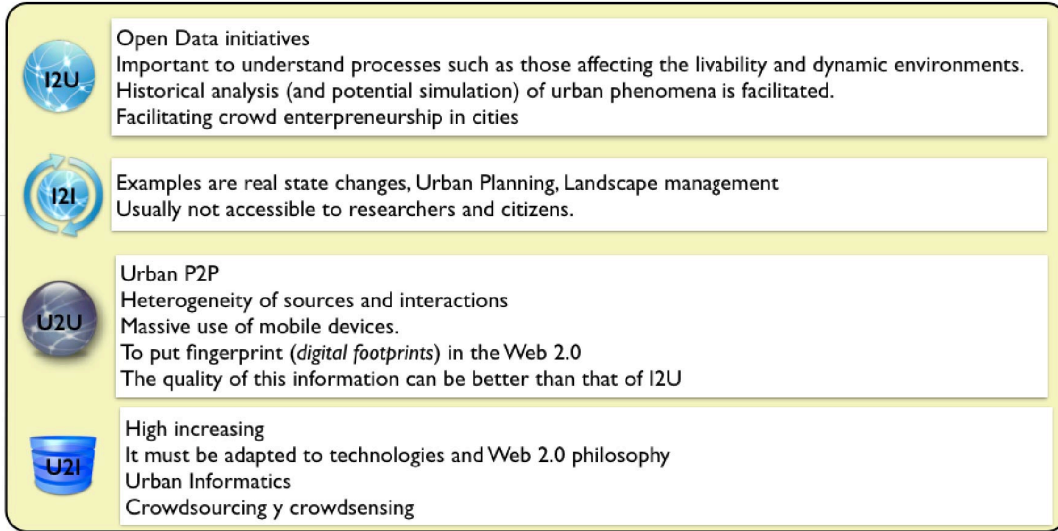 I2U
Open Data initiatives
Important to understand processes such as those affecting the livability and dynamic environments.
Historical analysis (and potential simulation) of urban phenomena is facilitated.
Facilitating crowd enterpreneurship in cities
I2I
Examples are real state changes, Urban Planning, Landscape management
Usually not accessible to researchers and citizens.
U2U
Urban P2P
Heterogeneity of sources and interactions
Massive use of mobile devices.
To put fingerprint (digital footprints) in the Web 2.0
The quality of this information can be better than that of I2U
U2I
High increasing
It must be adapted to technologies and Web 2.0 philosophy
Urban Informatics
Crowdsourcing y crowdsensing